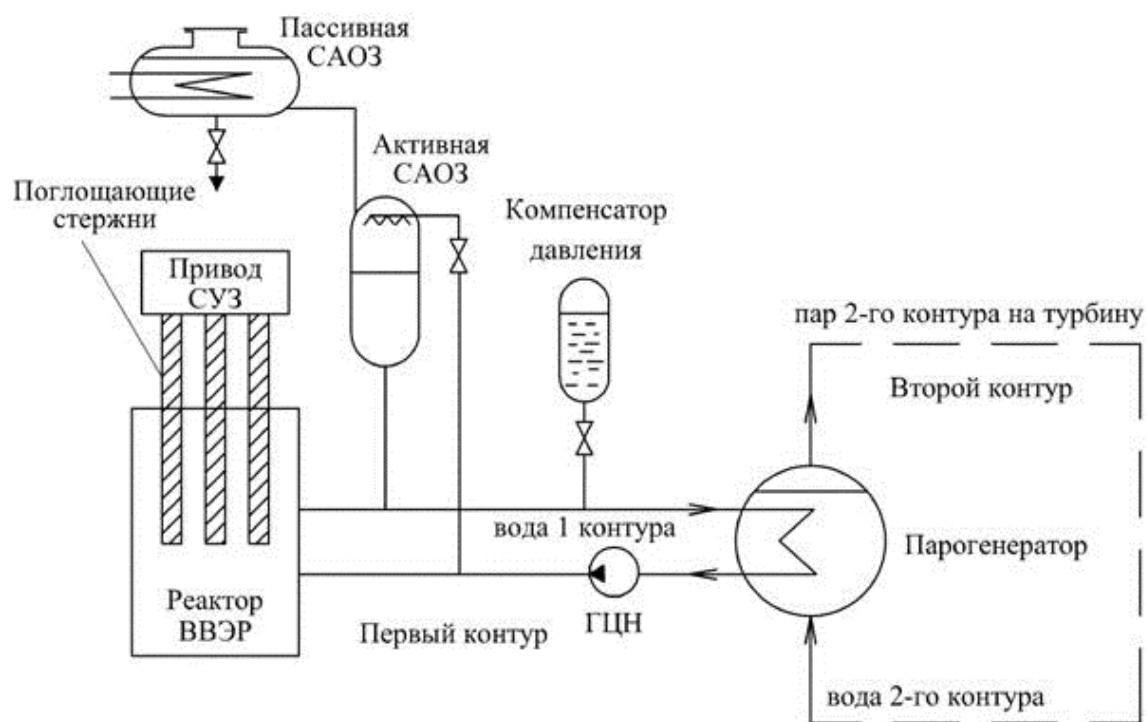 Пассивная
САОЗ
Активная
САОЗ
Поглощающие
стержни
Компенсатор
давления
Привод
СУЗ
пар 2-го контура на турбину
Второй контур
вода 1 контура
Парогенератор
Реактор
ВВЭР
Первый контур
ГЦН
вода 2-го контура